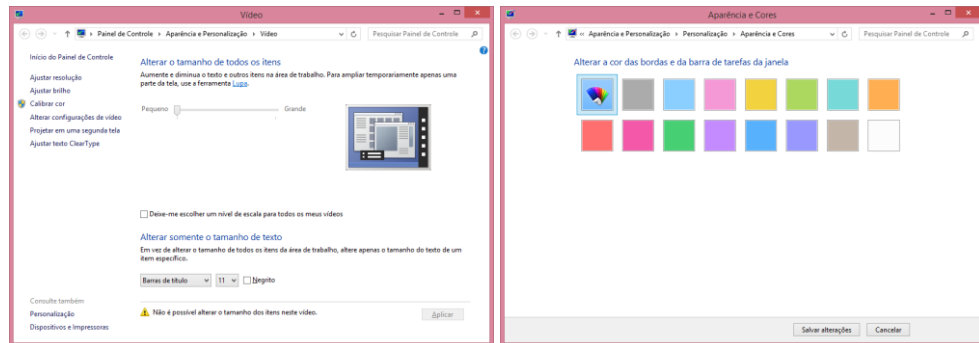 Vídeo
Painel de Controle ▸ Aparência e Personalização ▸ Vídeo
Pesquisar Painel de Controle
Início do Painel de Controle
Ajustar resolução
Ajustar brilho
Calibrar cor
Alterar configurações de vídeo
Projetar em uma segunda tela
Ajustar texto ClearType
Alterar o tamanho de todos os itens
Aumente e diminua o texto e outros itens na área de trabalho. Para ampliar temporariamente apenas uma
parte da tela, use a ferramenta Lupa.
Pequeno
Grande
Deixe-me escolher um nível de escala para todos os meus vídeos
Alterar somente o tamanho de texto
Em vez de alterar o tamanho de todos os itens da área de trabalho, altere apenas o tamanho do texto de um
item específico.
Barras de título 11 Negrito
Consulte também
Personalização
Dispositivos e Impressoras
Não é possível alterar o tamanho dos itens neste vídeo.
Aplicar
Aparência e Cores
« Aparência e Personalização ▸ Personalização ▸ Aparência e Cores
Pesquisar Painel de Controle
Alterar a cor das bordas e da barra de tarefas da janela
Salvar alterações
Cancelar